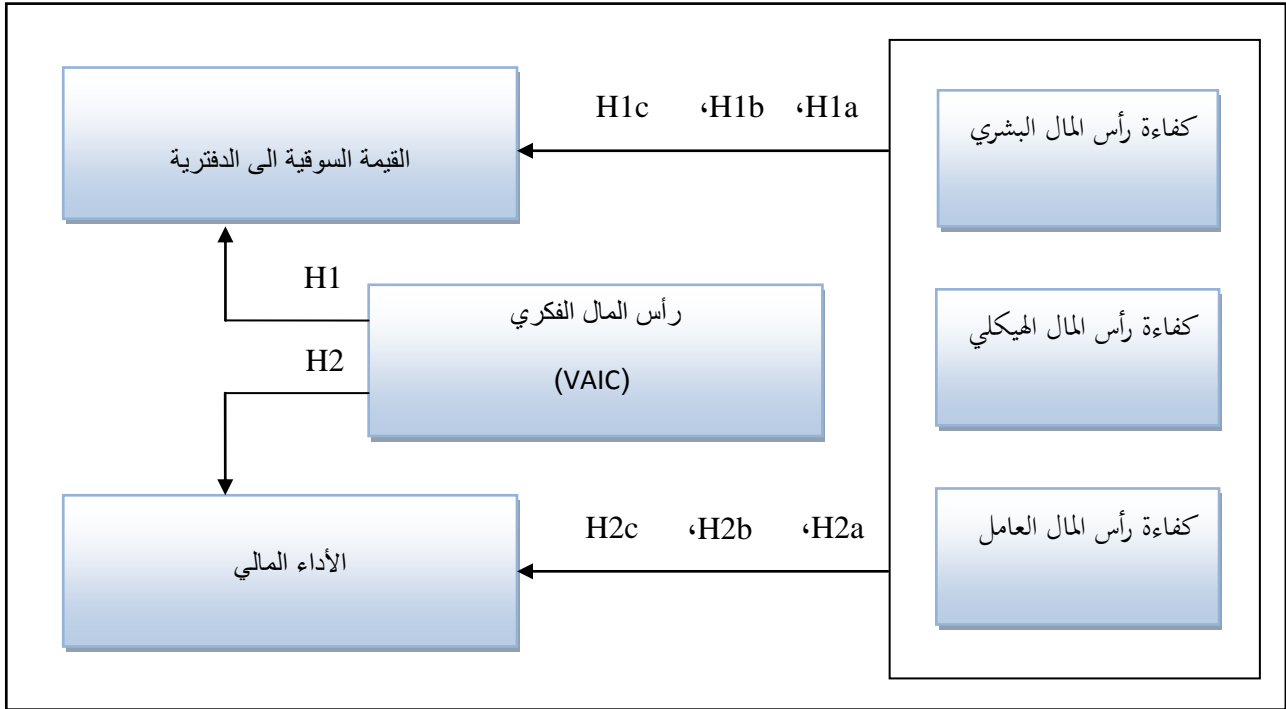 كفاءة رأس المال البشري
كفاءة رأس المال الهيكلي
كفاءة رأس المال العامل
H1a، H1b، H1c
القيمة السوقية الى الدفترية
H1
رأس المال الفكري
(VAIC)
H2
H2a، H2b، H2c
الأداء المالي